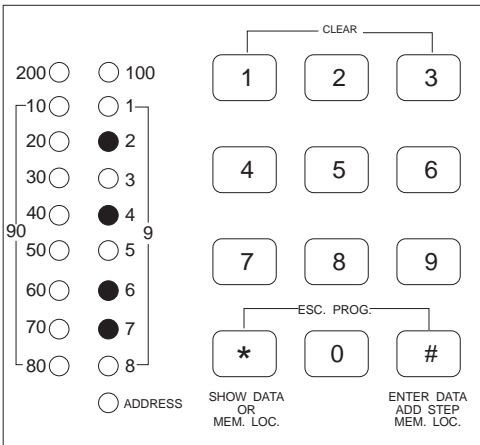 CLEAR
200 100 1 2 3
10 1
20 2
30 3 4 5 6
40 4
90 9
50 5 7 8 9
60 6
ESC. PROG.
70 7
80 8 * 0 #
ADDRESS SHOW DATA ENTER DATA
OR ADD STEP
MEM. LOC. MEM. LOC.